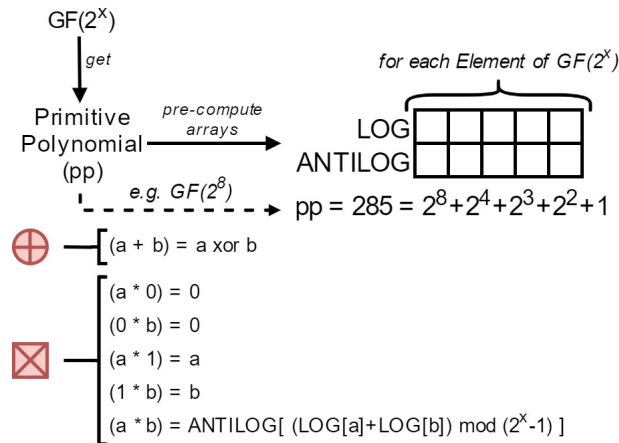 GF(2^x)
get
for each Element of GF(2^x)
Primitive
Polynomial
(pp)
pre-compute
arrays
LOG
ANTILOG
e.g. GF(2^8)
pp = 285 = 2^8+2^4+2^3+2^2+1
(a + b) = a xor b
(a * 0) = 0
(0 * b) = 0
(a * 1) = a
(1 * b) = b
(a * b) = ANTILOG[ (LOG[a]+LOG[b]) mod (2^x-1) ]